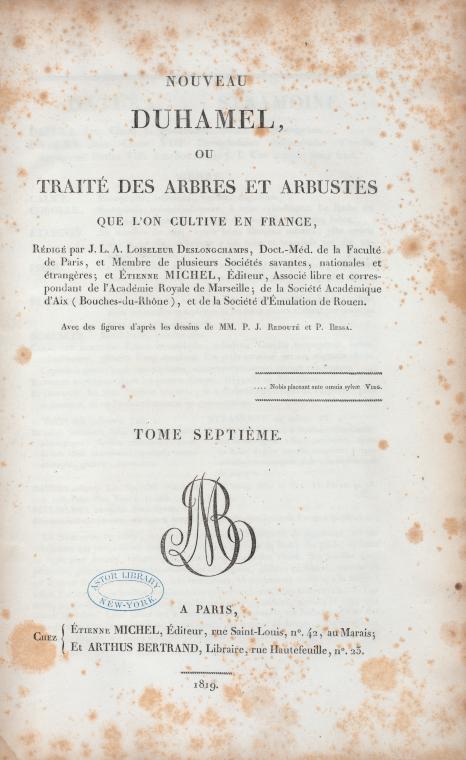 NOUVEAU
DUHAMEL,
OU
TRAITÉ DES ARBRES ET ARBUSTES
QUE L'ON CULTIVE EN FRANCE,
Rédigé par J. L. A. Loiseleur Deslongchamps, Doct.-Méd. de la Faculté
de Paris, et Membre de plusieurs Sociétés savantes, nationales et
étrangères; et Étienne MICHEL, Éditeur, Associé libre et corres-
pondant de l'Académie Royale de Marseille; de la Société Académique
d'Aix (Bouches-du-Rhône), et de la Société d'Émulation de Rouen.
Avec des figures d'après les dessins de MM. P. J. Redouté et P. Bessa.
.... Nobis placeant ante omnia sylvæ Virg.
TOME SEPTIÈME.
MB
ASTOR LIBRARY
NEW-YORK.
A PARIS,
Chez { Étienne MICHEL, Éditeur, rue Saint-Louis, n°. 42, au Marais;
Et ARTHUS BERTRAND, Libraire, rue Hautefeuille, n°. 23.
1819.